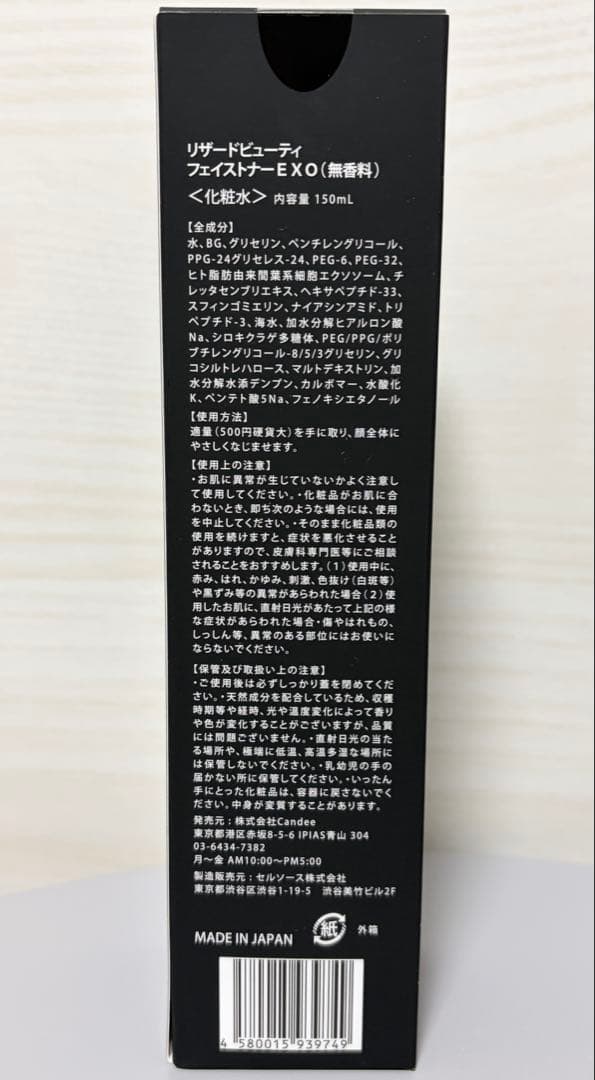 リザードビューティ
フェイストナーEXO（無香料）
＜化粧水＞ 内容量 150mL
【全成分】
水、BG、グリセリン、ペンチレングリコール、
PPG-24グリセレス-24、PEG-6、PEG-32、
ヒト脂肪由来間葉系細胞エクソソーム、チ
レッタセンブリエキス、ヘキサペプチド-33、
スフィンゴミエリン、ナイアシンアミド、トリ
ペプチド-3、海水、加水分解ヒアルロン酸
Na、シロキクラゲ多糖体、PEG/PPG/ポリ
ブチレングリコール-8/5/3グリセリン、グリ
コシルトレハロース、マルトデキストリン、加
水分解水添デンプン、カルボマー、水酸化
K、ペンテト酸5Na、フェノキシエタノール
【使用方法】
適量（500円硬貨大）を手に取り、顔全体に
やさしくなじませます。
【使用上の注意】
・お肌に異常が生じていないかよく注意し
て使用してください。・化粧品がお肌に合
わないとき、即ち次のような場合には、使用
を中止してください。・そのまま化粧品類の
使用を続けますと、症状を悪化させること
がありますので、皮膚科専門医等にご相談
されることをおすすめします。（1）使用中に、
赤み、はれ、かゆみ、刺激、色抜け（白斑等）
や黒ずみ等の異常があらわれた場合（2）使
用したお肌に、直射日光があたって上記の様
な症状があらわれた場合・傷やはれもの、
しっしん等、異常のある部位にはお使いに
ならないでください。
【保管及び取扱い上の注意】
・ご使用後は必ずしっかり蓋を閉めてくだ
さい。・天然成分を配合しているため、収穫
時期等や経時、光や温度変化によって香り
や色が変化することがございますが、品質
には問題ございません。・直射日光の当た
る場所や、極端に低温、高温多湿な場所に
は保管しないでください。・乳幼児の手の
届かない所に保管してください。・いったん
手にとった化粧品は、容器に戻さないでくだ
さい。中身が変質することがあります。
発売元：株式会社Candee
東京都港区赤坂8-5-6 IPIAS青山 304
03-6434-7382
月～金 AM10:00～PM5:00
製造販売元：セルソース株式会社
東京都渋谷区渋谷1-19-5 渋谷美竹ビル2F
MADE IN JAPAN 紙 外箱
4 580015 939749